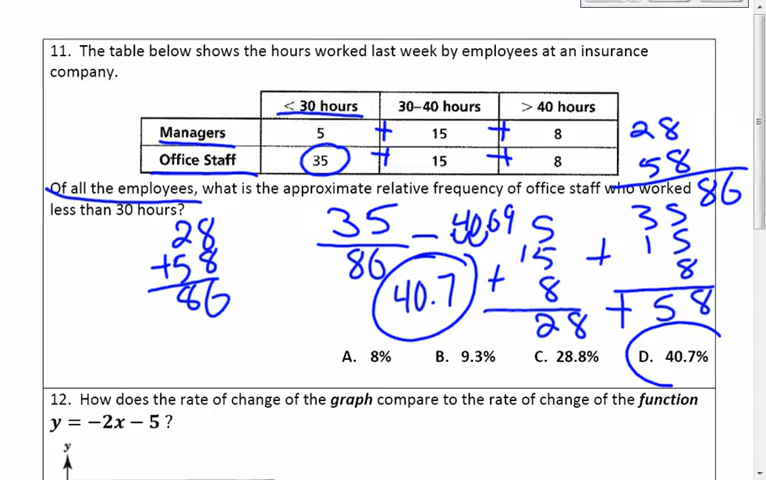 11. The table below shows the hours worked last week by employees at an insurance
company.
< 30 hours 30–40 hours > 40 hours
Managers 5 + 15 + 8
Office Staff 35 + 15 + 8
28
58
86
Of all the employees, what is the approximate relative frequency of office staff who worked
less than 30 hours?
28
+58
86
35
86
40.7
5
15
+ 8
28
+
35
15
8
+ 58
A. 8% B. 9.3% C. 28.8% D. 40.7%
12. How does the rate of change of the graph compare to the rate of change of the function
y = −2x − 5 ?
y